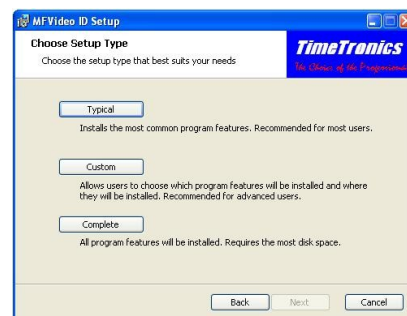 MFVideo ID Setup
Choose Setup Type
Choose the setup type that best suits your needs
TimeTronics
The Choice of the Professional
Typical
Installs the most common program features. Recommended for most users.
Custom
Allows users to choose which program features will be installed and where
they will be installed. Recommended for advanced users.
Complete
All program features will be installed. Requires the most disk space.
Back
Next
Cancel